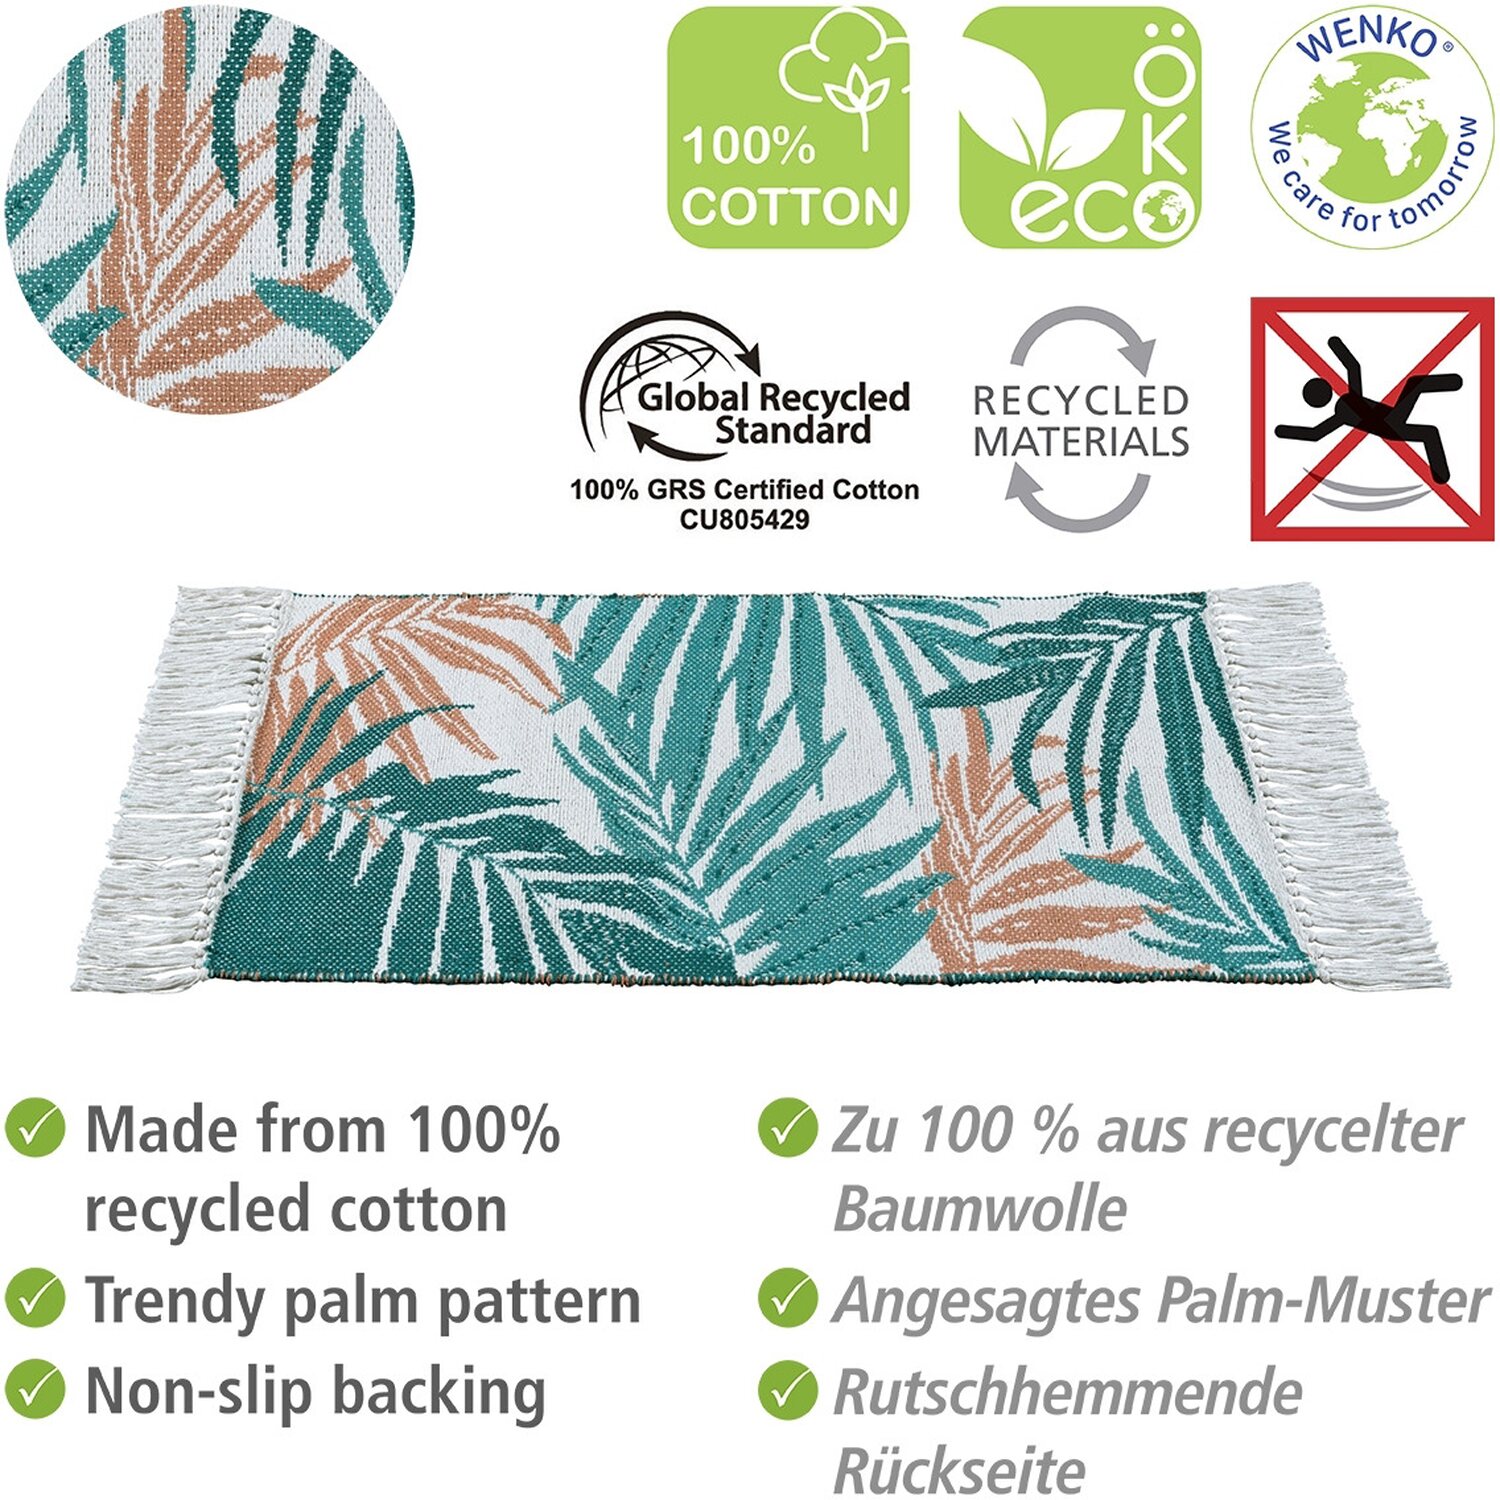 100%
COTTON
ÖKO
eco
WENKO®
We care for tomorrow
Global Recycled
Standard
100% GRS Certified Cotton
CU805429
RECYCLED
MATERIALS
Made from 100%
recycled cotton
Trendy palm pattern
Non-slip backing
Zu 100 % aus recycelter
Baumwolle
Angesagtes Palm-Muster
Rutschhemmende
Rückseite